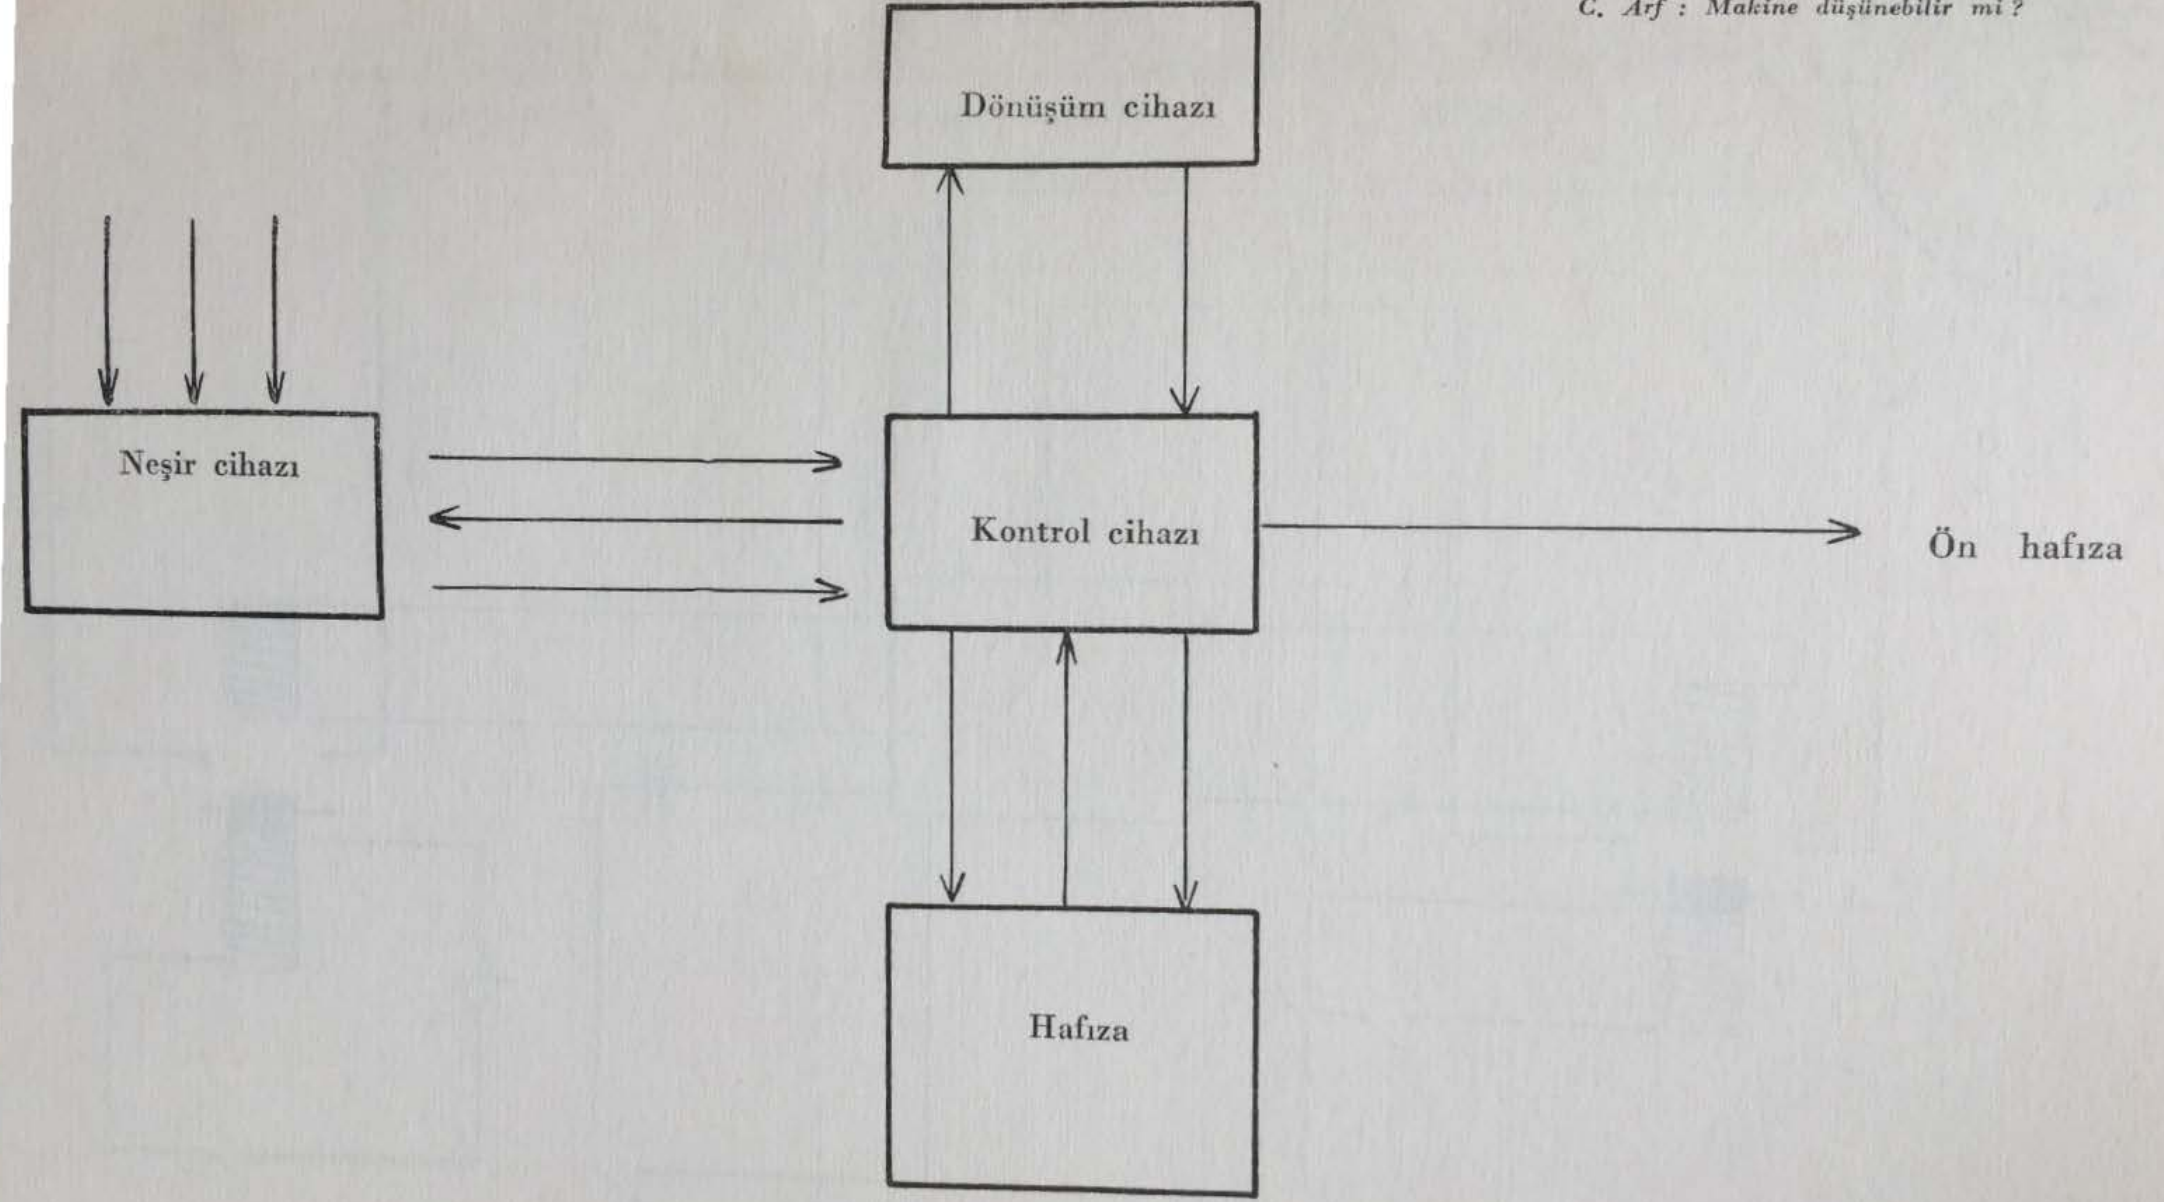 C. Arf : Makine düşünebilir mi ?
Dönüşüm cihazı
Neşir cihazı
Kontrol cihazı
Ön hafıza
Hafıza